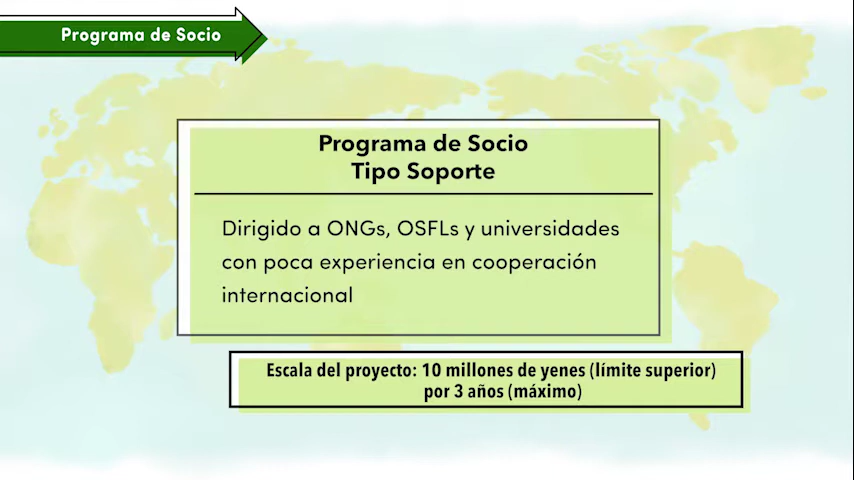 Programa de Socio
Programa de Socio
Tipo Soporte
Dirigido a ONGs, OSFLs y universidades
con poca experiencia en cooperación
internacional
Escala del proyecto: 10 millones de yenes (límite superior)
por 3 años (máximo)